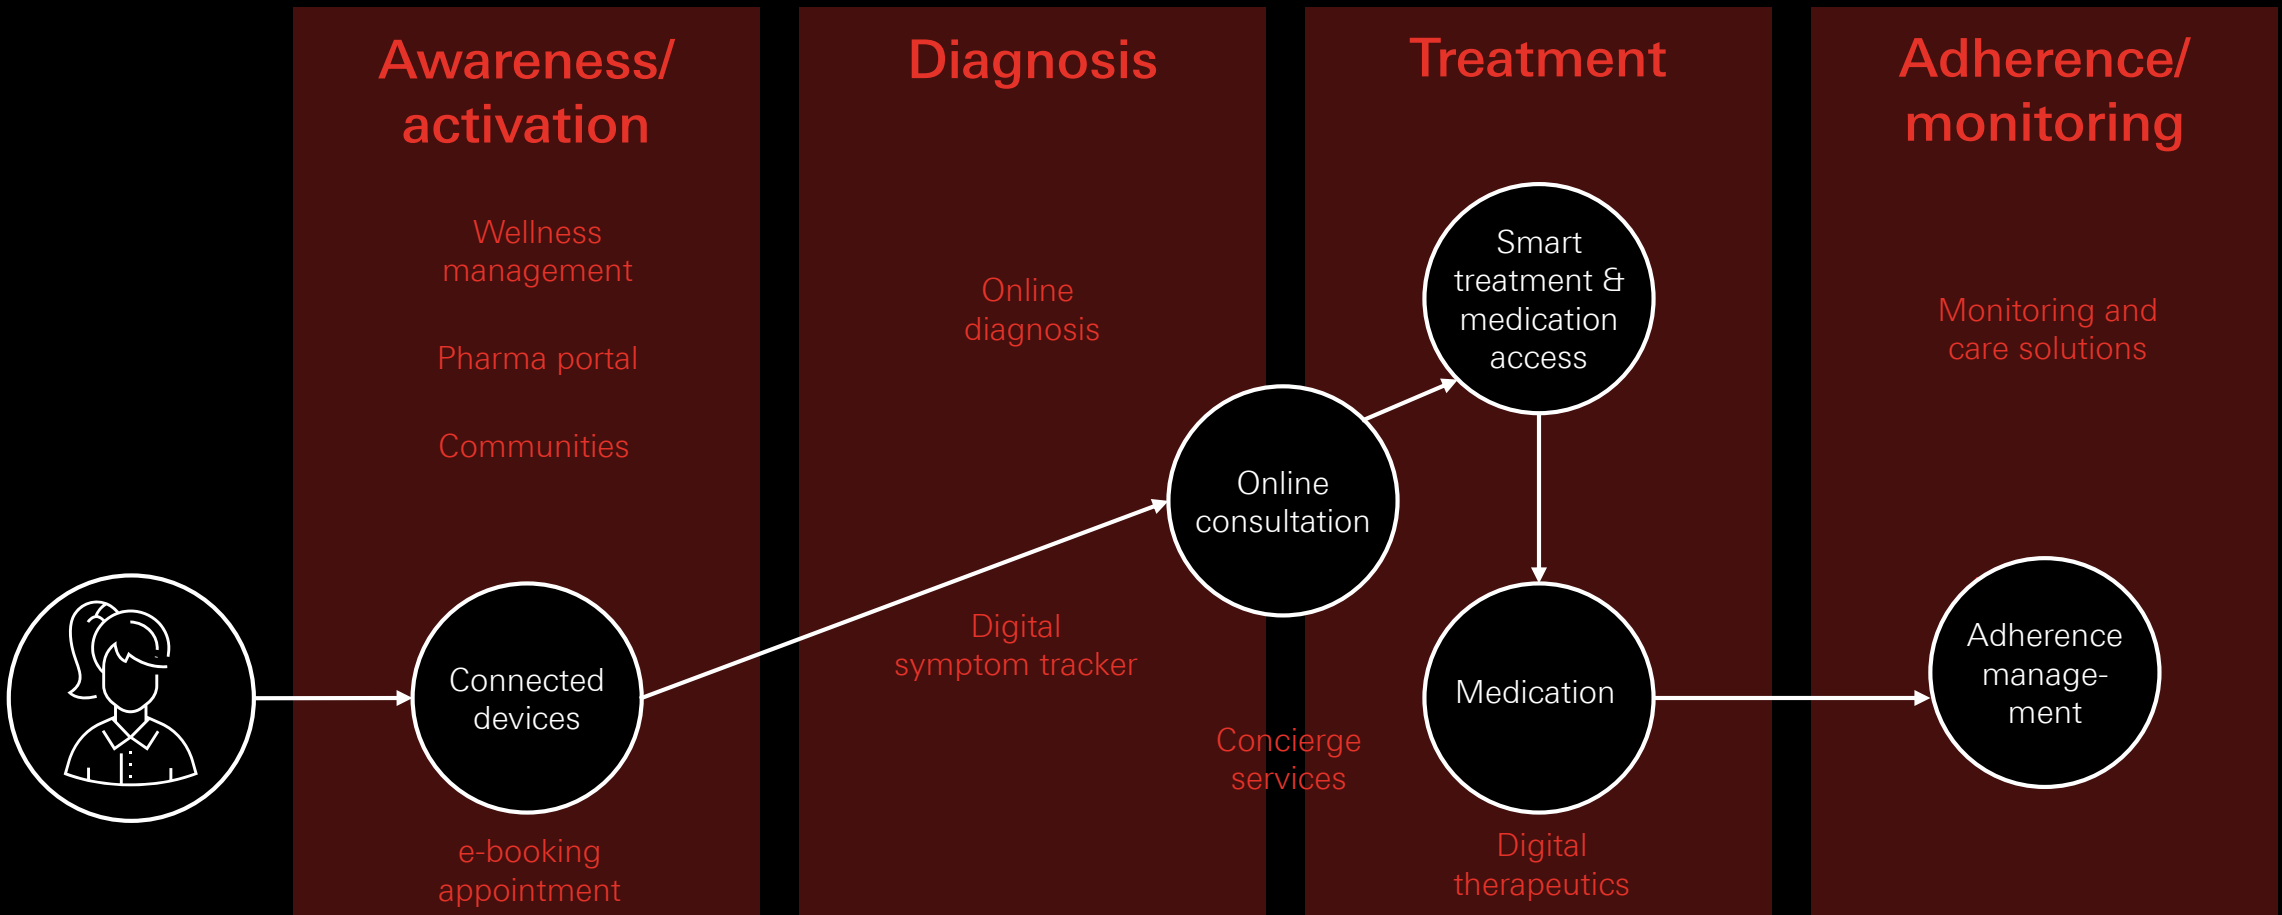 Awareness/
activation
Wellness
management
Pharma portal
Communities
Connected
devices
e-booking
appointment
Diagnosis
Online
diagnosis
Online
consultation
Digital
symptom tracker
Concierge
services
Treatment
Smart
treatment &
medication
access
Medication
Digital
therapeutics
Adherence/
monitoring
Monitoring and
care solutions
Adherence
manage-
ment